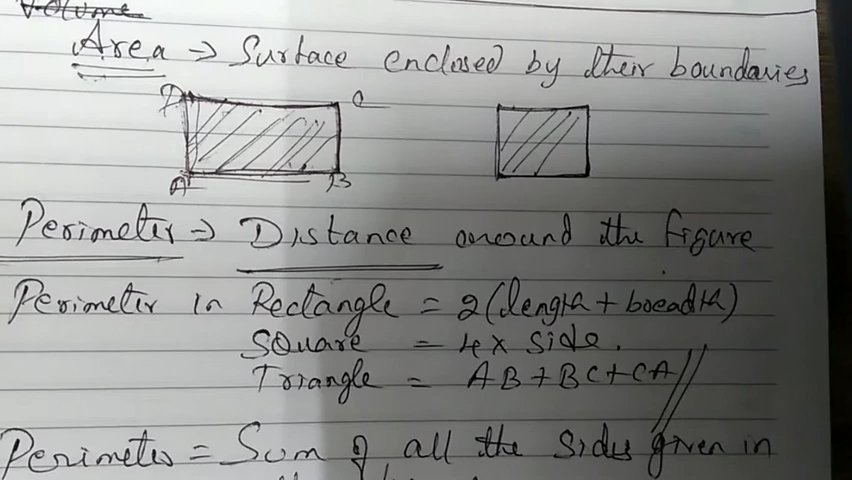 Volume
Area → Surface enclosed by their boundaries
D C
A B
Perimeter → Distance around the figure
Perimeter in Rectangle = 2(length + breadth)
Square = 4 x side.
Triangle = AB + BC + CA //
Perimeter = Sum of all the sides given in